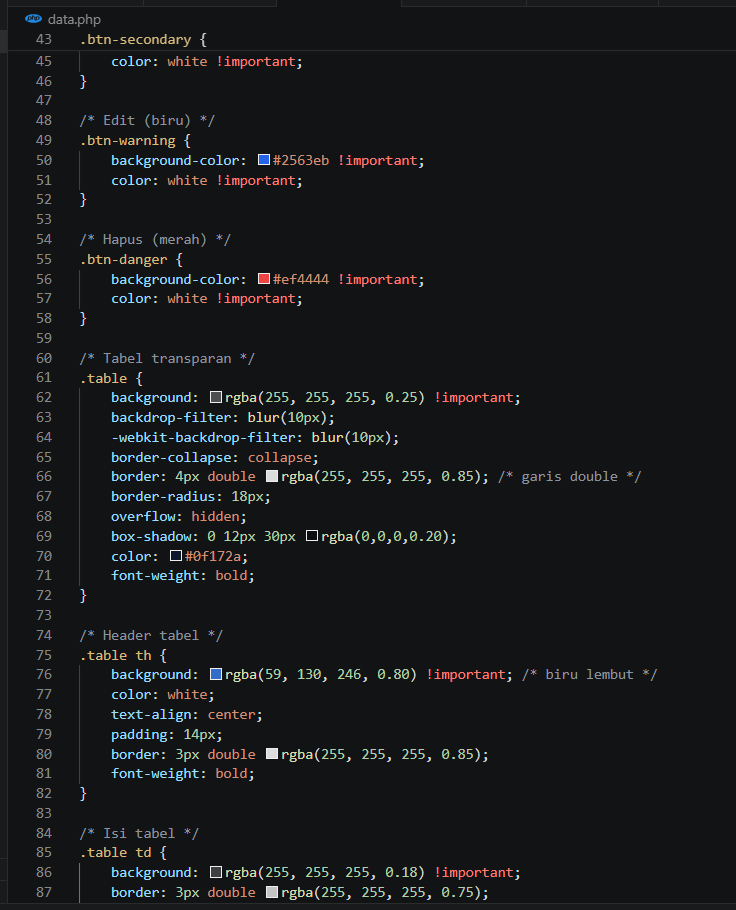 php data.php
43 .btn-secondary {
45 color: white !important;
46 }
47
48 /* Edit (biru) */
49 .btn-warning {
50 background-color: #2563eb !important;
51 color: white !important;
52 }
53
54 /* Hapus (merah) */
55 .btn-danger {
56 background-color: #ef4444 !important;
57 color: white !important;
58 }
59
60 /* Tabel transparan */
61 .table {
62 background: rgba(255, 255, 255, 0.25) !important;
63 backdrop-filter: blur(10px);
64 -webkit-backdrop-filter: blur(10px);
65 border-collapse: collapse;
66 border: 4px double rgba(255, 255, 255, 0.85); /* garis double */
67 border-radius: 18px;
68 overflow: hidden;
69 box-shadow: 0 12px 30px rgba(0,0,0,0.20);
70 color: #0f172a;
71 font-weight: bold;
72 }
73
74 /* Header tabel */
75 .table th {
76 background: rgba(59, 130, 246, 0.80) !important; /* biru lembut */
77 color: white;
78 text-align: center;
79 padding: 14px;
80 border: 3px double rgba(255, 255, 255, 0.85);
81 font-weight: bold;
82 }
83
84 /* Isi tabel */
85 .table td {
86 background: rgba(255, 255, 255, 0.18) !important;
87 border: 3px double rgba(255, 255, 255, 0.75);